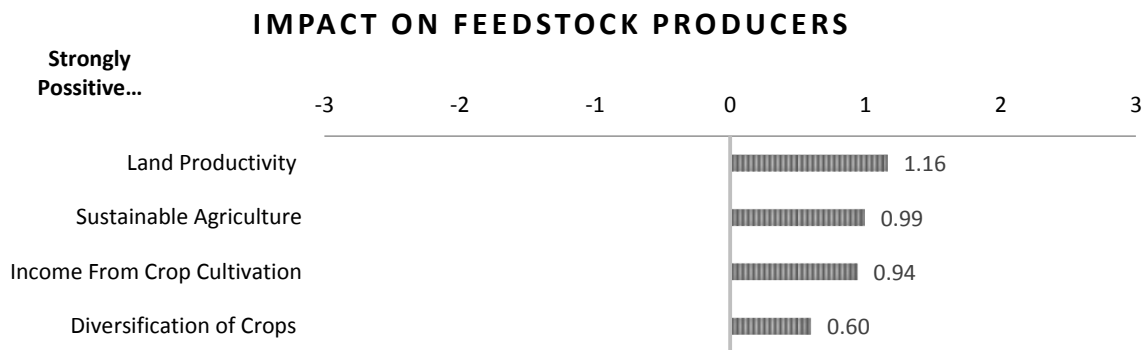 IMPACT ON FEEDSTOCK PRODUCERS
Strongly
Possitive...
-3 -2 -1 0 1 2 3
Land Productivity 1.16
Sustainable Agriculture 0.99
Income From Crop Cultivation 0.94
Diversification of Crops 0.60